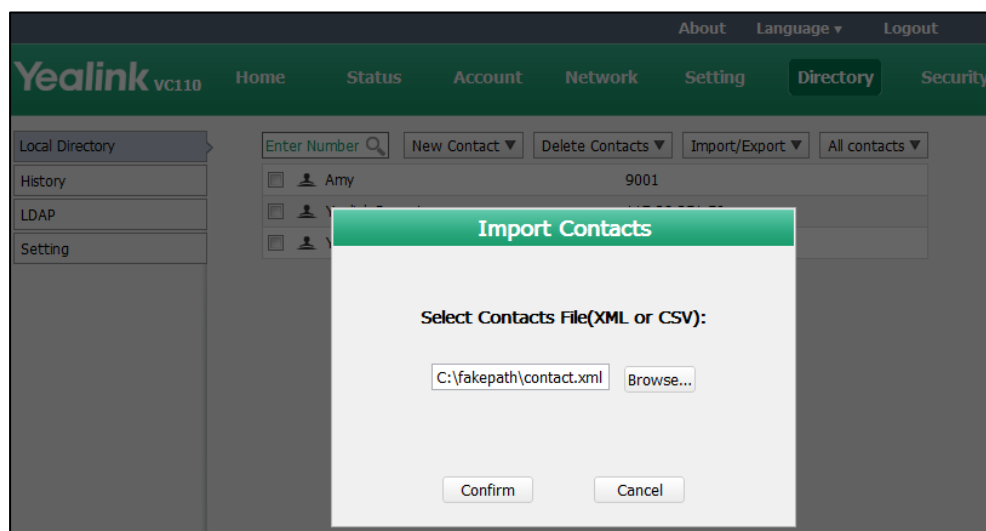 About Language ▾ Logout
Yealink VC110 Home Status Account Network Setting Directory Security
Local Directory
Enter Number New Contact ▼ Delete Contacts ▼ Import/Export ▼ All contacts ▼
History
Amy 9001
LDAP
Setting
Import Contacts
Select Contacts File(XML or CSV):
C:\fakepath\contact.xml Browse...
Confirm Cancel